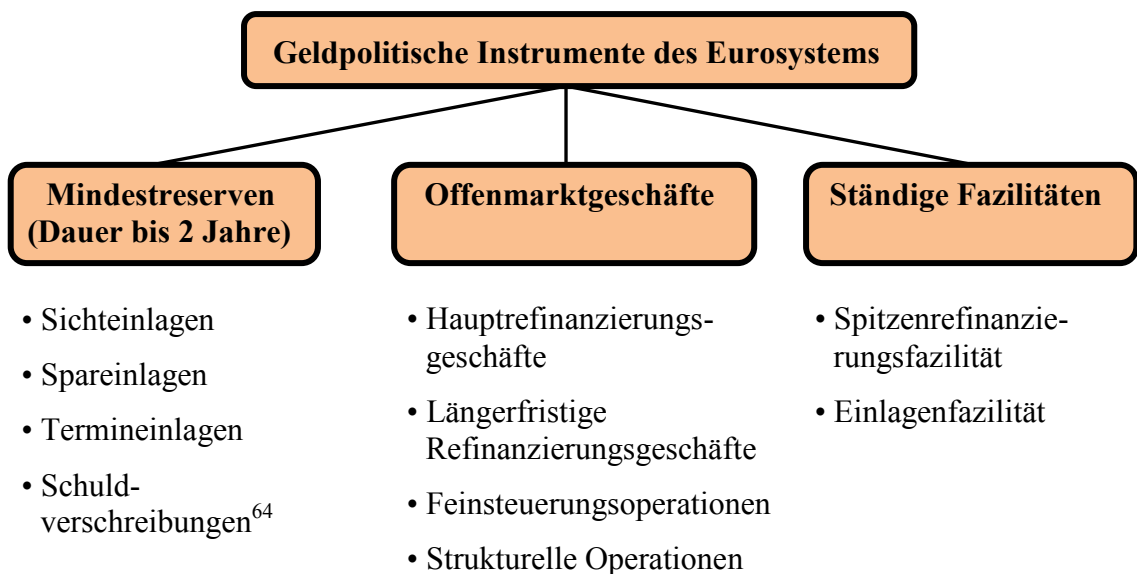 Geldpolitische Instrumente des Eurosystems
Mindestreserven
(Dauer bis 2 Jahre)
• Sichteinlagen
• Spareinlagen
• Termineinlagen
• Schuld-
verschreibungen⁶⁴
Offenmarktgeschäfte
• Hauptrefinanzierungs-
geschäfte
• Längerfristige
Refinanzierungsgeschäfte
• Feinsteuerungsoperationen
• Strukturelle Operationen
Ständige Fazilitäten
• Spitzenrefinanzie-
rungsfazilität
• Einlagenfazilität